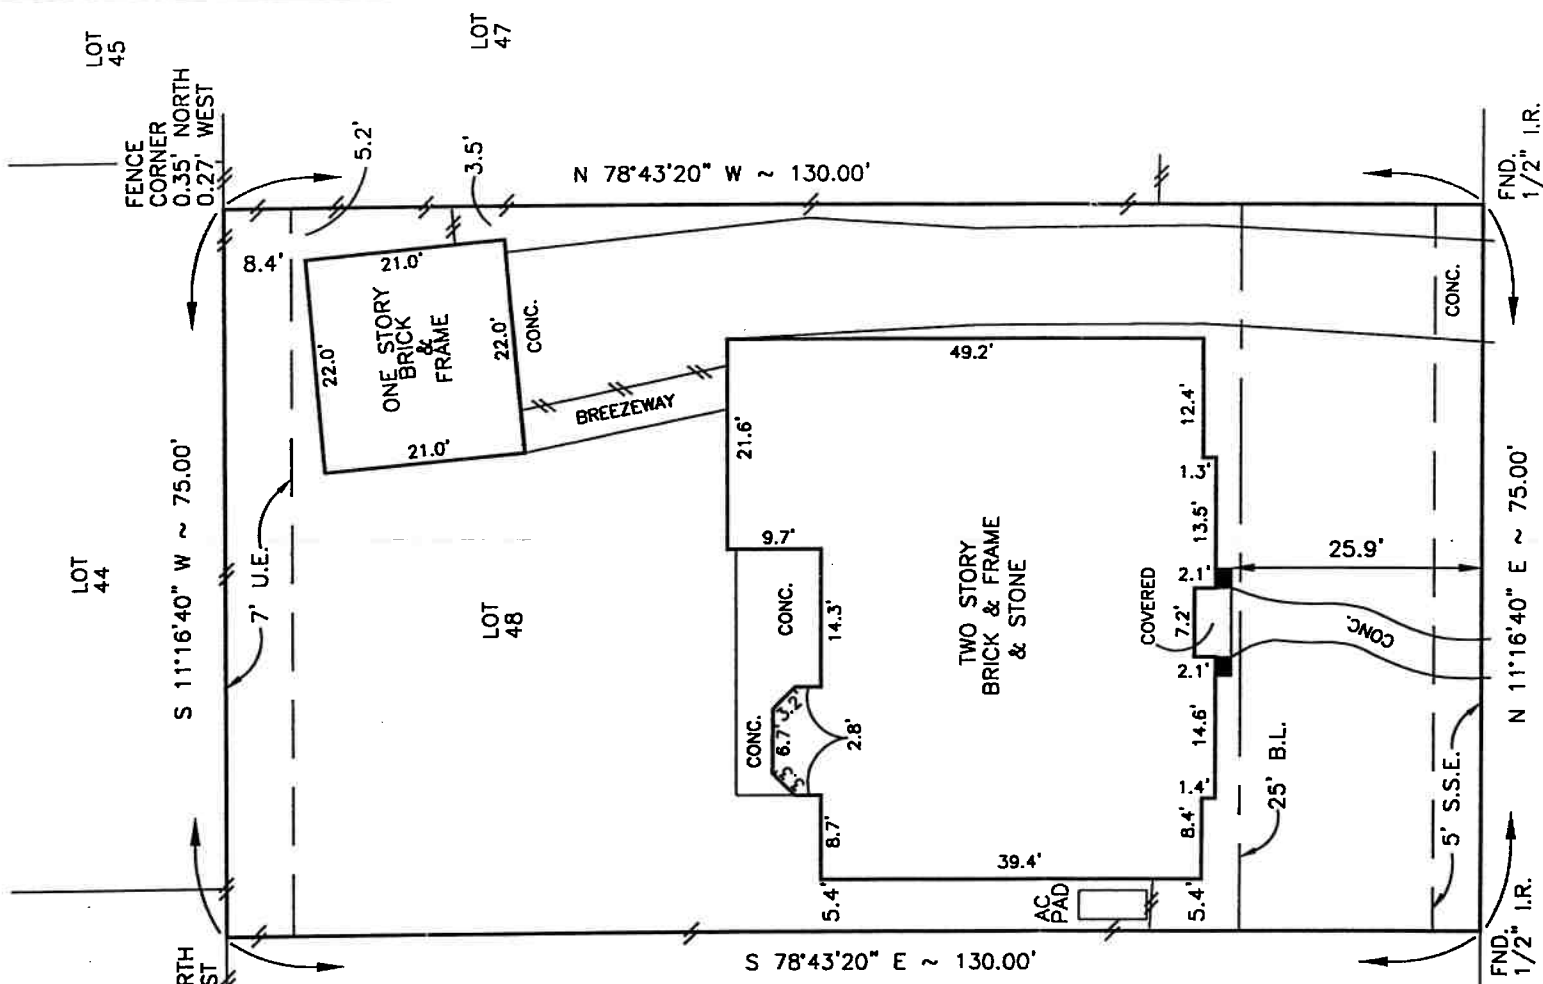 LOT
45
LOT
47
FENCE
CORNER
0.35' NORTH
0.27' WEST
5.2'
3.5'
N 78°43'20" W ~ 130.00'
FND.
1/2" I.R.
8.4'
21.0'
22.0'
ONE STORY
BRICK
&
FRAME
22.0'
CONC.
21.0'
BREEZEWAY
49.2'
CONC.
12.4'
21.6'
1.3'
S 11°16'40" W ~ 75.00'
7' U.E.
LOT
44
LOT
48
9.7'
CONC.
14.3'
TWO STORY
BRICK & FRAME
& STONE
13.5'
2.1'
COVERED
7.2'
2.1'
25.9'
CONC.
N 11°16'40" E ~ 75.00'
CONC.
3.2'
6.7'
3.
2.8'
14.6'
1.4'
25' B.L.
5' S.S.E.
8.7'
8.4'
39.4'
5.4'
AC
PAD
5.4'
S 78°43'20" E ~ 130.00'
FND.
1/2" I.R.
RTH
ST